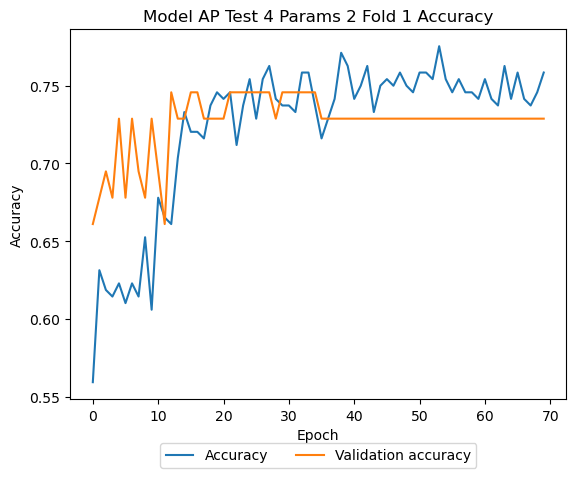 Model AP Test 4 Params 2 Fold 1 Accuracy
Accuracy
0.75
0.70
0.65
0.60
0.55
0 10 20 30 40 50 60 70
Epoch
Accuracy Validation accuracy